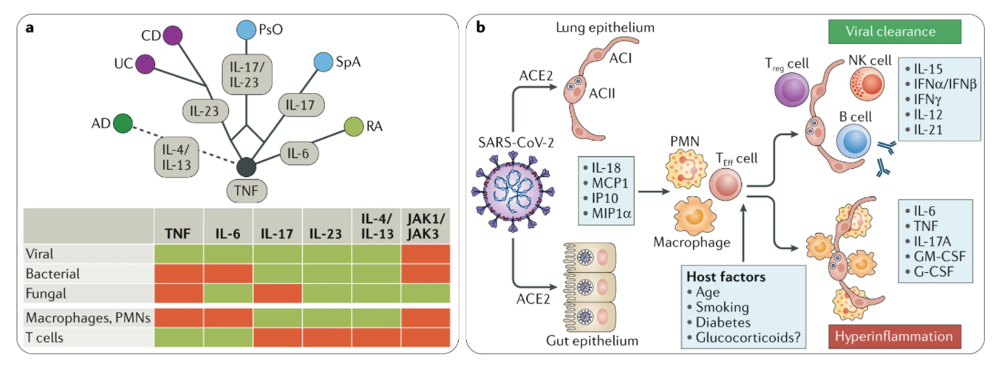 a
CD
PsO
UC
SpA
IL-17/
IL-23
IL-23
IL-17
AD
RA
IL-4/
IL-13
IL-6
TNF
TNF IL-6 IL-17 IL-23 IL-4/ IL-13 JAK1/ JAK3
Viral
Bacterial
Fungal
Macrophages, PMNs
T cells
b
Lung epithelium
ACI
ACE2
ACII
SARS-CoV-2
• IL-18
• MCP1
• IP10
• MIP1α
ACE2
Gut epithelium
PMN
TEff cell
Macrophage
Host factors
• Age
• Smoking
• Diabetes
• Glucocorticoids?
Viral clearance
Treg cell
NK cell
B cell
• IL-15
• IFNα/IFNβ
• IFNγ
• IL-12
• IL-21
• IL-6
• TNF
• IL-17A
• GM-CSF
• G-CSF
Hyperinflammation